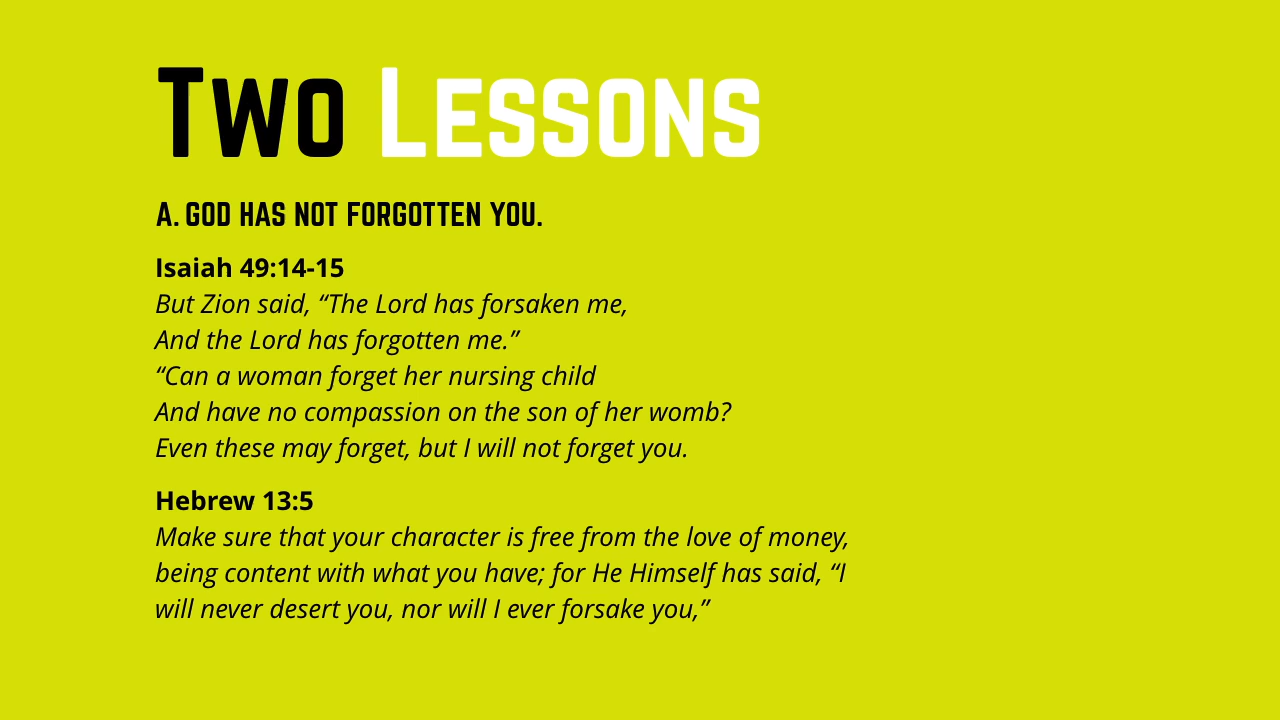 Two Lessons
A. GOD HAS NOT FORGOTTEN YOU.
Isaiah 49:14-15
But Zion said, “The Lord has forsaken me,
And the Lord has forgotten me.”
“Can a woman forget her nursing child
And have no compassion on the son of her womb?
Even these may forget, but I will not forget you.
Hebrew 13:5
Make sure that your character is free from the love of money,
being content with what you have; for He Himself has said, “I
will never desert you, nor will I ever forsake you,”